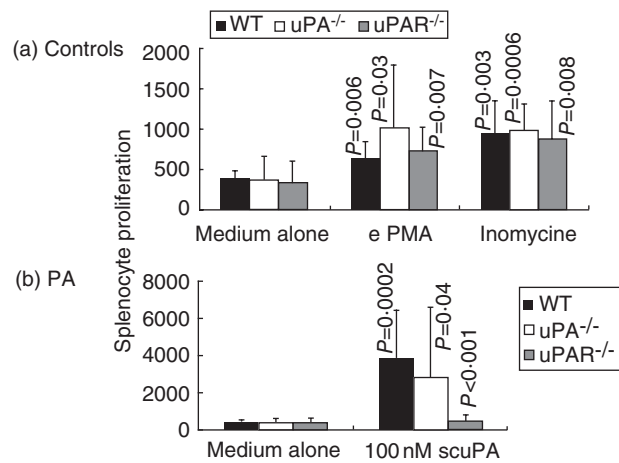 WT uPA-/- uPAR-/-
(a) Controls
Splenocyte proliferation
2000
1500
1000
500
0
P=0·006
P=0·03
P=0·007
P=0·003
P=0·0006
P=0·008
Medium alone e PMA Inomycine
(b) PA
8000
6000
4000
2000
0
P=0·0002
P=0·04
P<0·001
WT
uPA-/-
uPAR-/-
Medium alone 100 nM scuPA